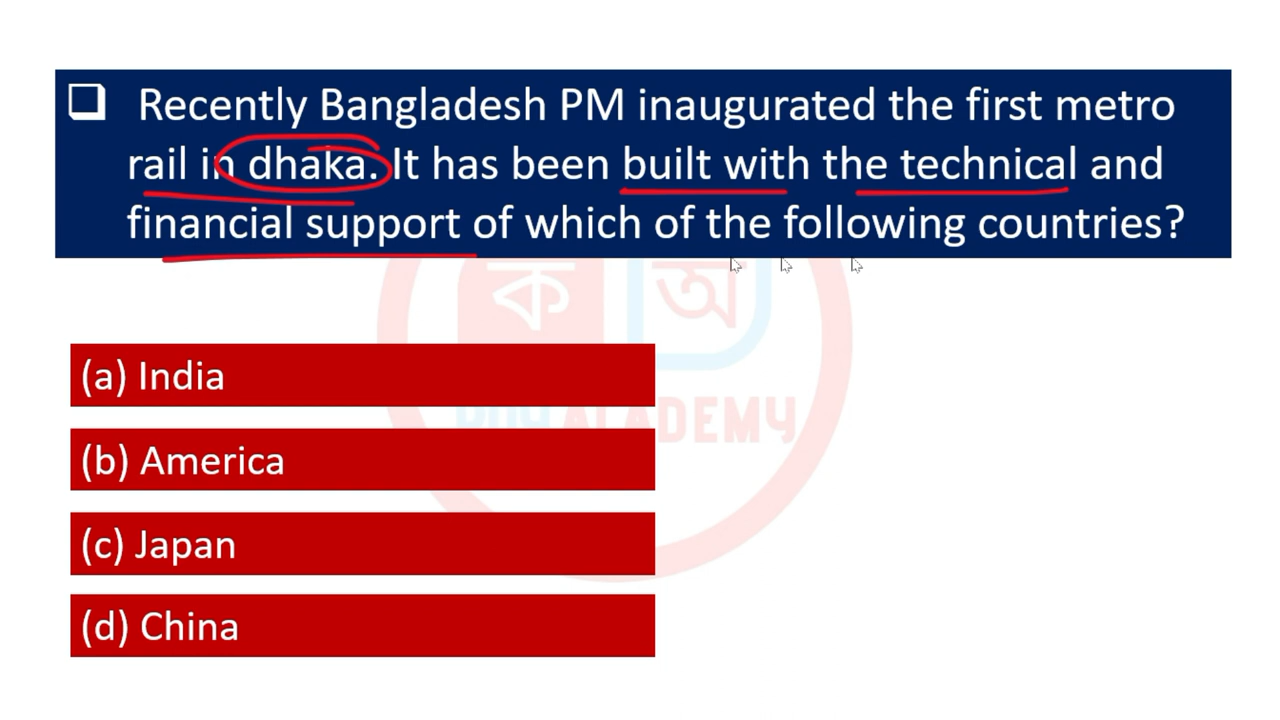 Recently Bangladesh PM inaugurated the first metro
rail in dhaka. It has been built with the technical and
financial support of which of the following countries?
ক অ
ACADEMY
(a) India
(b) America
(c) Japan
(d) China